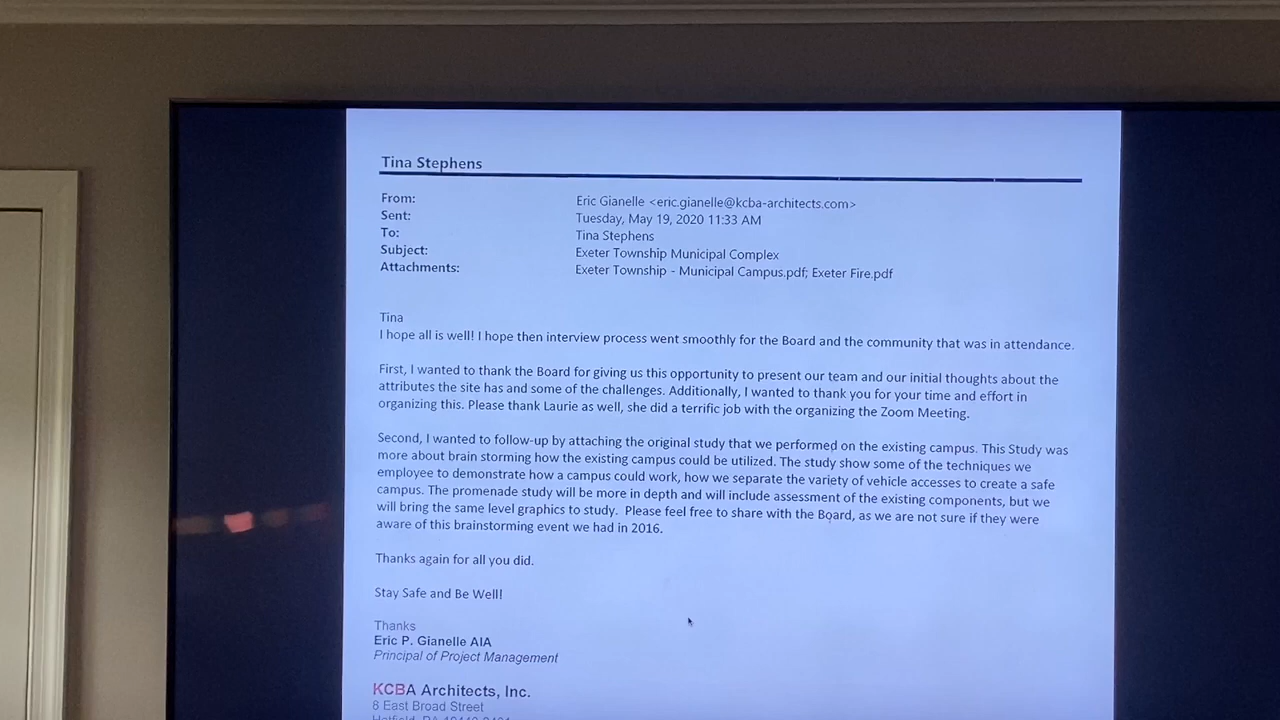 Tina Stephens
From: Eric Gianelle <eric.gianelle@kcba-architects.com>
Sent: Tuesday, May 19, 2020 11:33 AM
To: Tina Stephens
Subject: Exeter Township Municipal Complex
Attachments: Exeter Township - Municipal Campus.pdf; Exeter Fire.pdf
Tina
I hope all is well! I hope then interview process went smoothly for the Board and the community that was in attendance.
First, I wanted to thank the Board for giving us this opportunity to present our team and our initial thoughts about the
attributes the site has and some of the challenges. Additionally, I wanted to thank you for your time and effort in
organizing this. Please thank Laurie as well, she did a terrific job with the organizing the Zoom Meeting.
Second, I wanted to follow-up by attaching the original study that we performed on the existing campus. This Study was
more about brain storming how the existing campus could be utilized. The study show some of the techniques we
employee to demonstrate how a campus could work, how we separate the variety of vehicle accesses to create a safe
campus. The promenade study will be more in depth and will include assessment of the existing components, but we
will bring the same level graphics to study. Please feel free to share with the Board, as we are not sure if they were
aware of this brainstorming event we had in 2016.
Thanks again for all you did.
Stay Safe and Be Well!
Thanks
Eric P. Gianelle AIA
Principal of Project Management
KCBA Architects, Inc.
8 East Broad Street